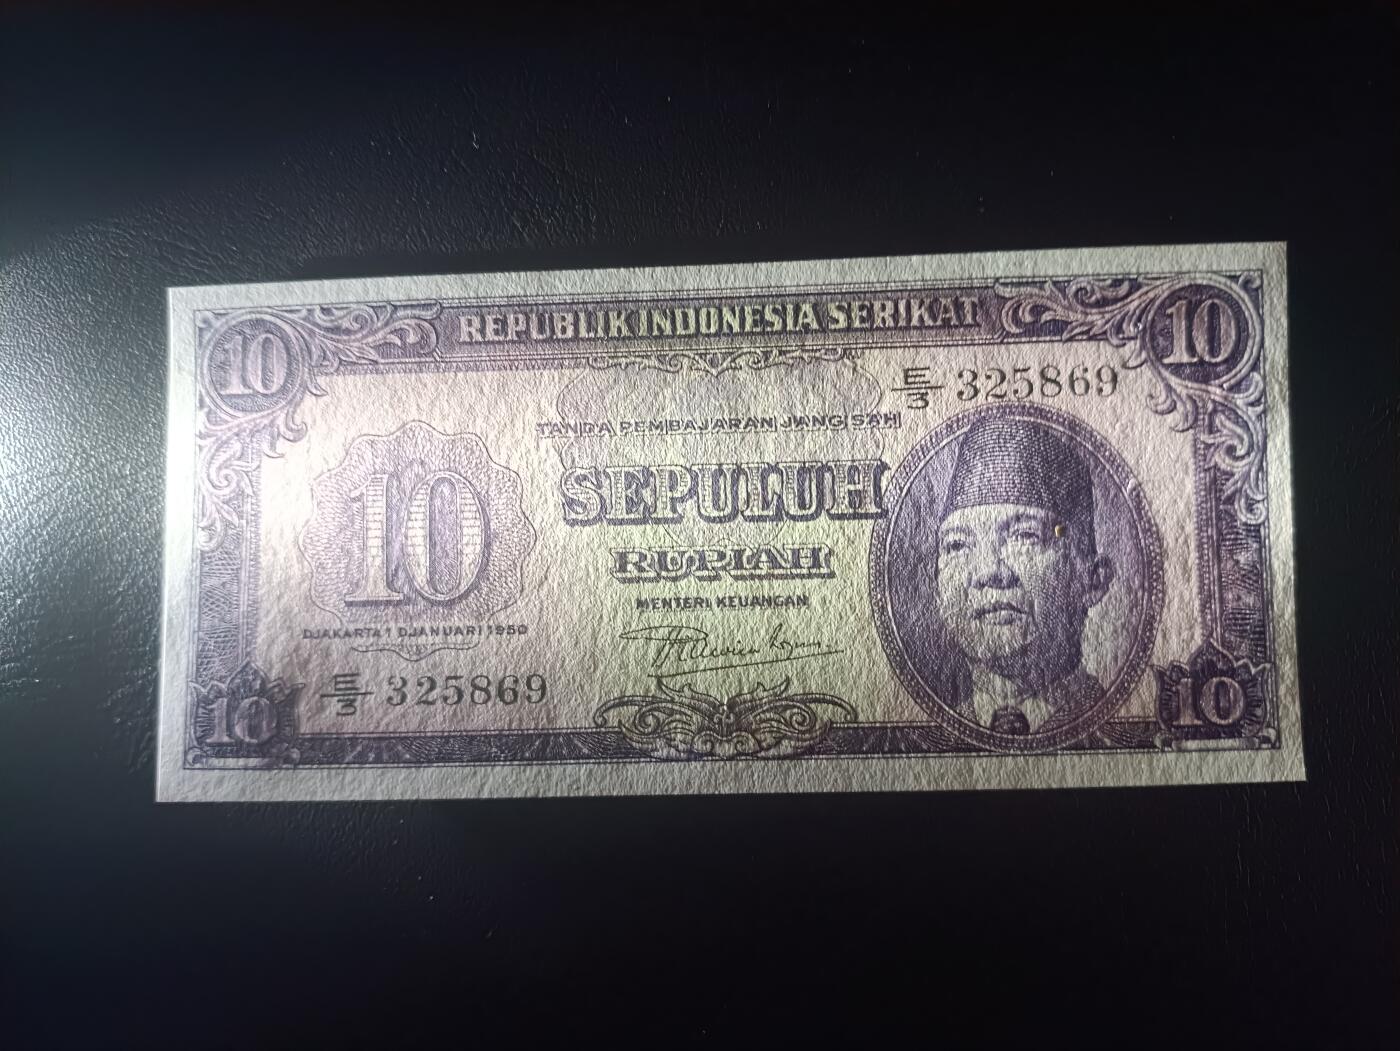 10
REPUBLIK INDONESIA SERIKAT
10
E/3 325869
TANDA PEMBAJARAN JANG SAH
10
SEPULUH
RUPIAH
MENTERI KEUANGAN
DJAKARTA 1 DJANUARI 1950
E/3 325869
10
10